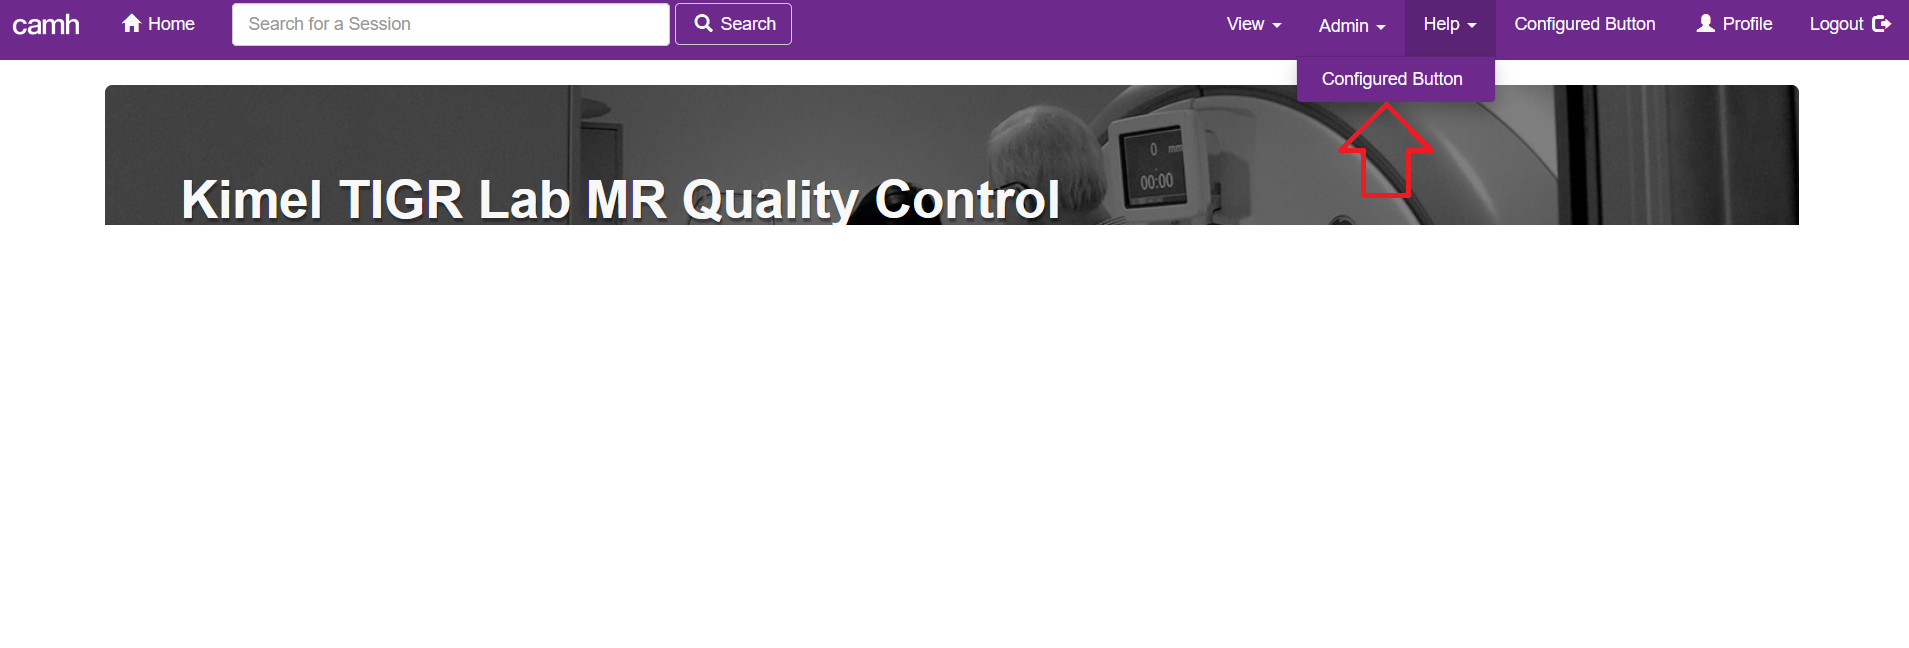 camh Home Search for a Session Search View Admin Help Configured Button Profile Logout
Configured Button
0 mm
00:00
Kimel TIGR Lab MR Quality Control